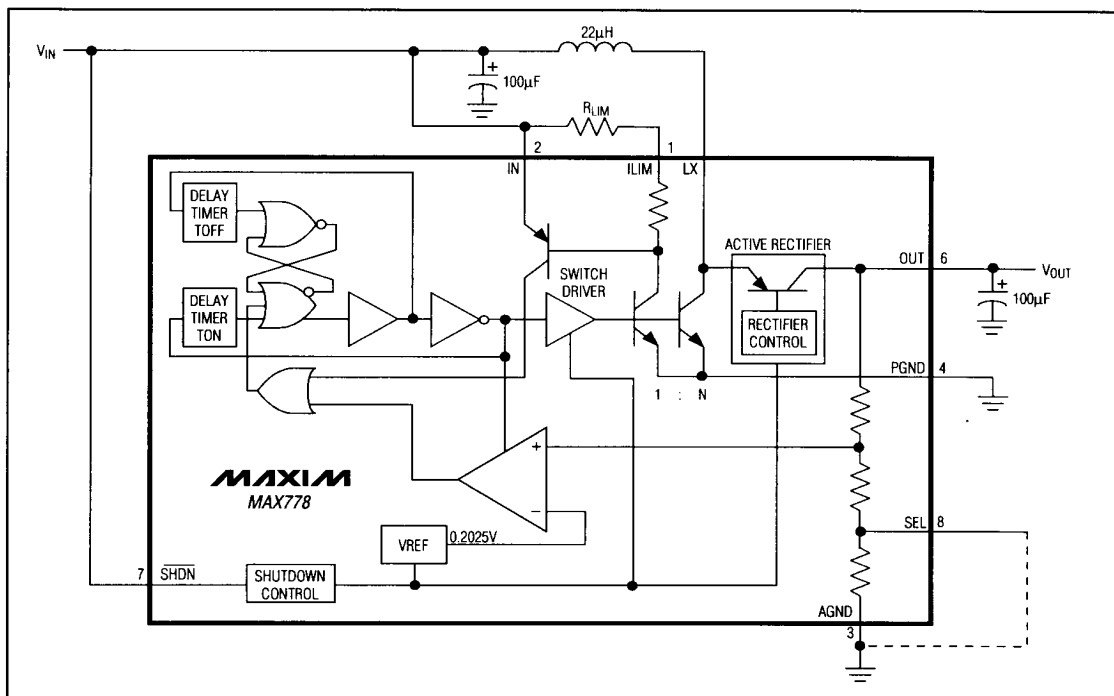 22µH
VIN
+
100µF
RLIM
2
1
IN
ILIM
LX
DELAY
TIMER
TOFF
ACTIVE RECTIFIER
OUT
6
VOUT
SWITCH
DRIVER
+
100µF
DELAY
TIMER
TON
RECTIFIER
CONTROL
PGND
4
1 : N
+
MAXIM
MAX778
−
SEL
8
VREF
0.2025V
7
SHDN
SHUTDOWN
CONTROL
AGND
3